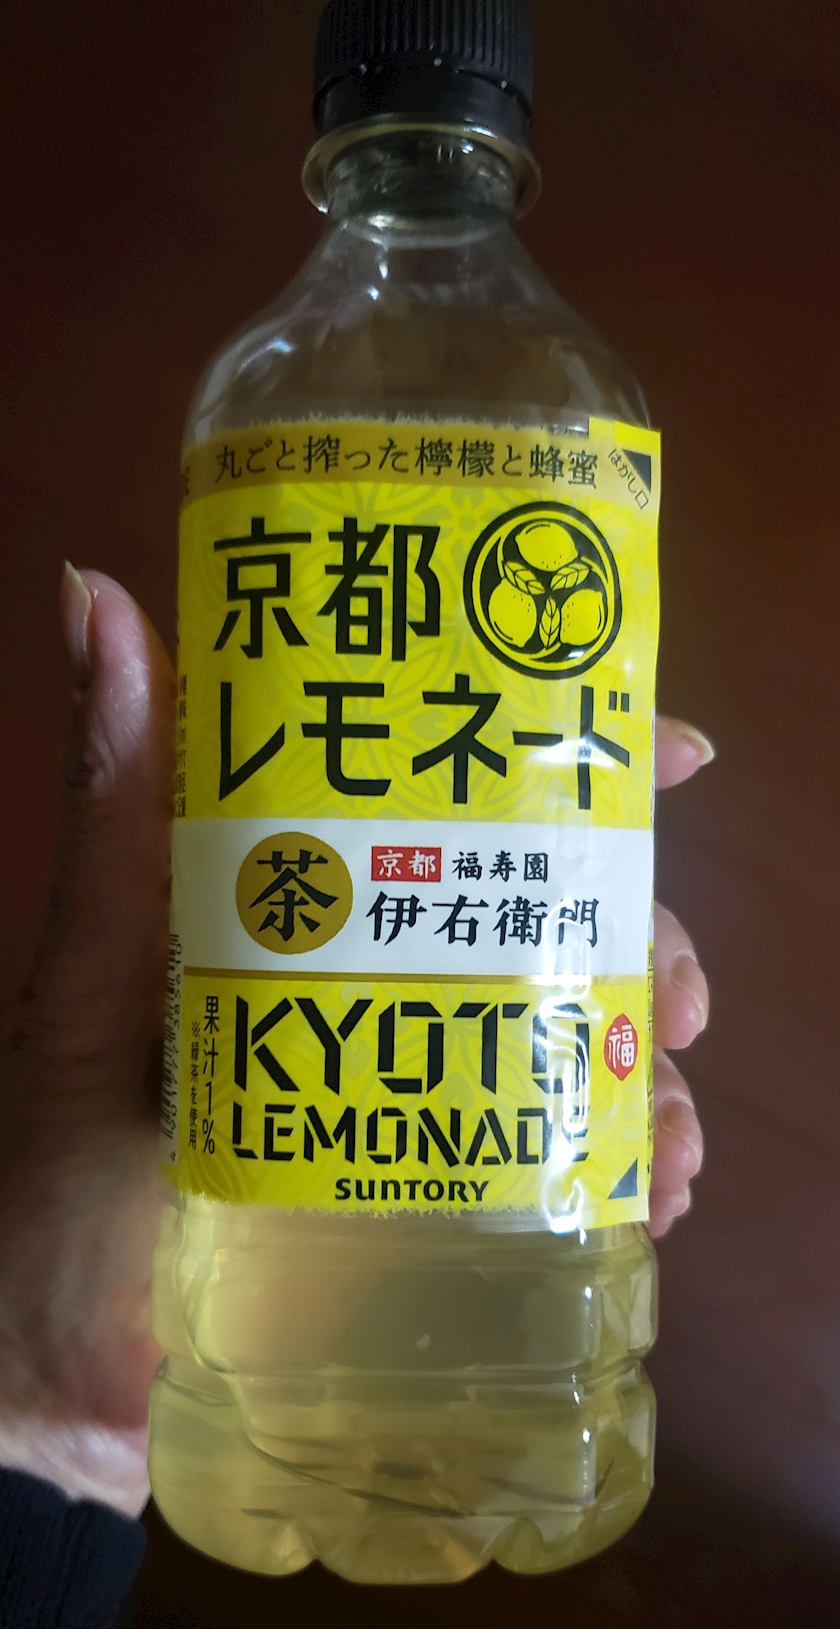 丸ごと搾った檸檬と蜂蜜
はがし口
京都
レモネード
茶
京都 福寿園
伊右衛門
果汁1%
※緑茶を使用
KYOTO
LEMONADE
福
SUNTORY